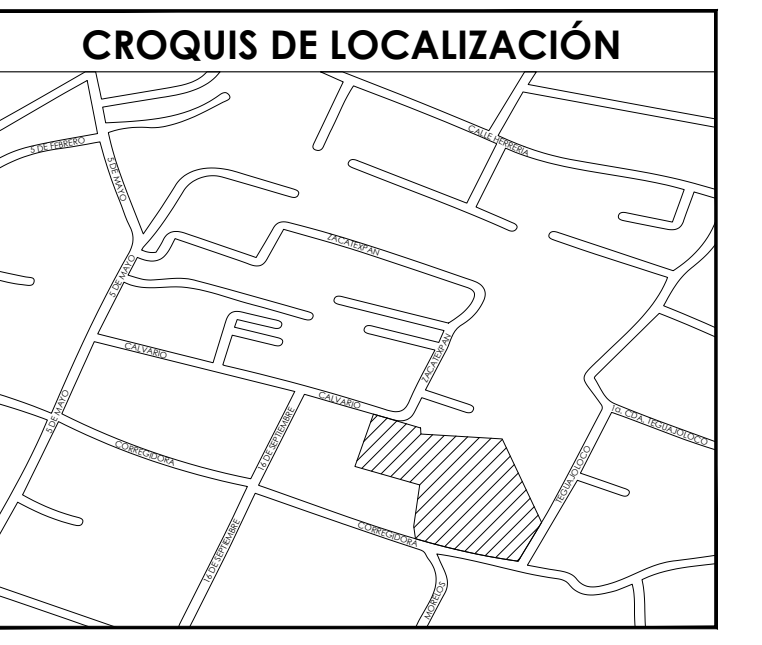 CROQUIS DE LOCALIZACIÓN
CALLE HERRERIA
5 DE FEBRERO
5 DE MAYO
ZACATEXPAN
5 DE MAYO
CALVARIO
ZACATEXPAN
CALVARIO
5 DE MAYO
16 DE SEPTIEMBRE
1a. CDA. TEGUAJOLOCO
CORREGIDORA
TEGUAJOLOCO
CORREGIDORA
16 DE SEPTIEMBRE
MORELOS